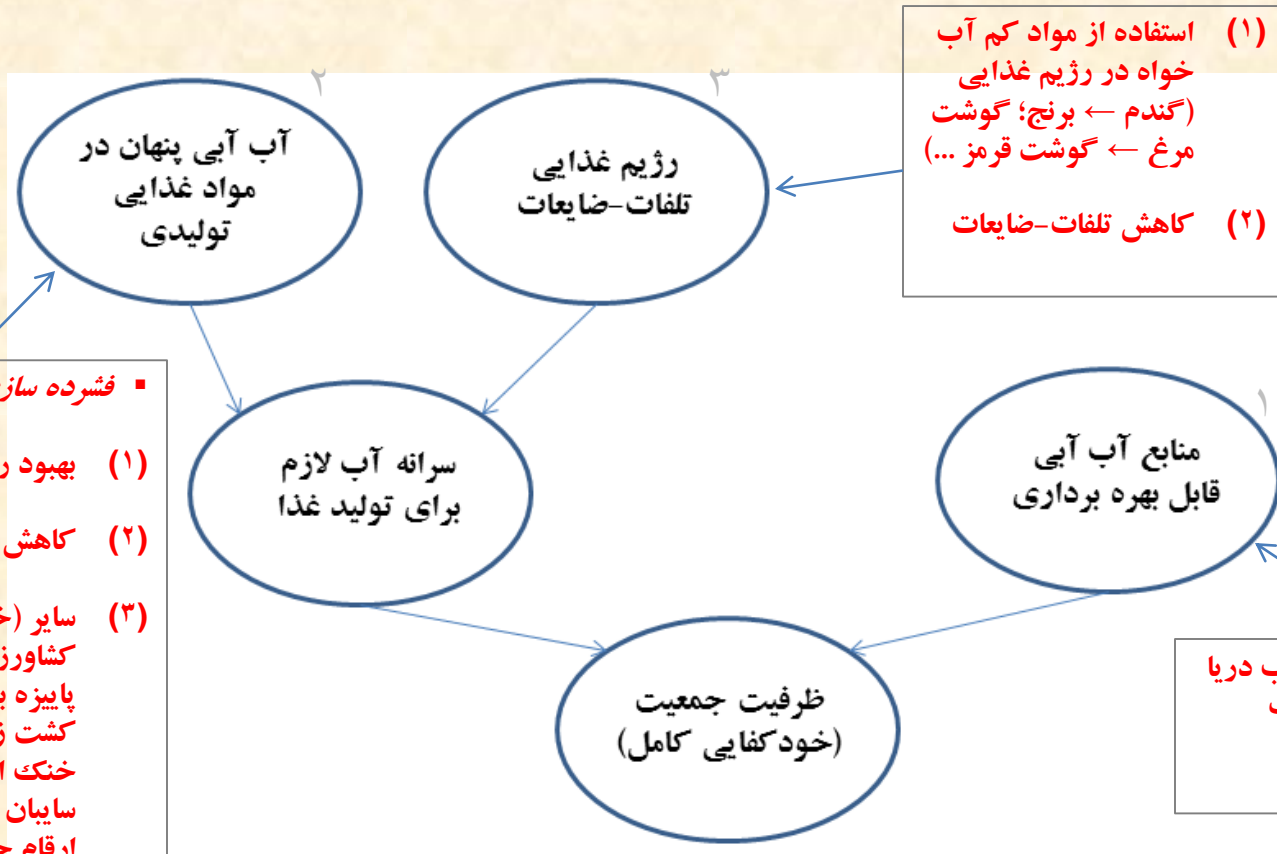 (۱) استفاده از مواد کم آب
خواه در رژیم غذایی
(گندم ← برنج؛ گوشت
مرغ ← گوشت قرمز ...)
(۲) کاهش تلفات-ضایعات
۳
رژیم غذایی
تلفات-ضایعات
۲
آب آبی پنهان در
مواد غذایی
تولیدی
۱
منابع آب آبی
قابل بهره برداری
سرانه آب لازم
برای تولید غذا
ظرفیت جمعیت
(خودکفایی کامل)
▪
(۱) بهبود
(۲) کاهش
(۳) سایر
پاییزه
کشت
خنک
سایبان
ارقام
دریا